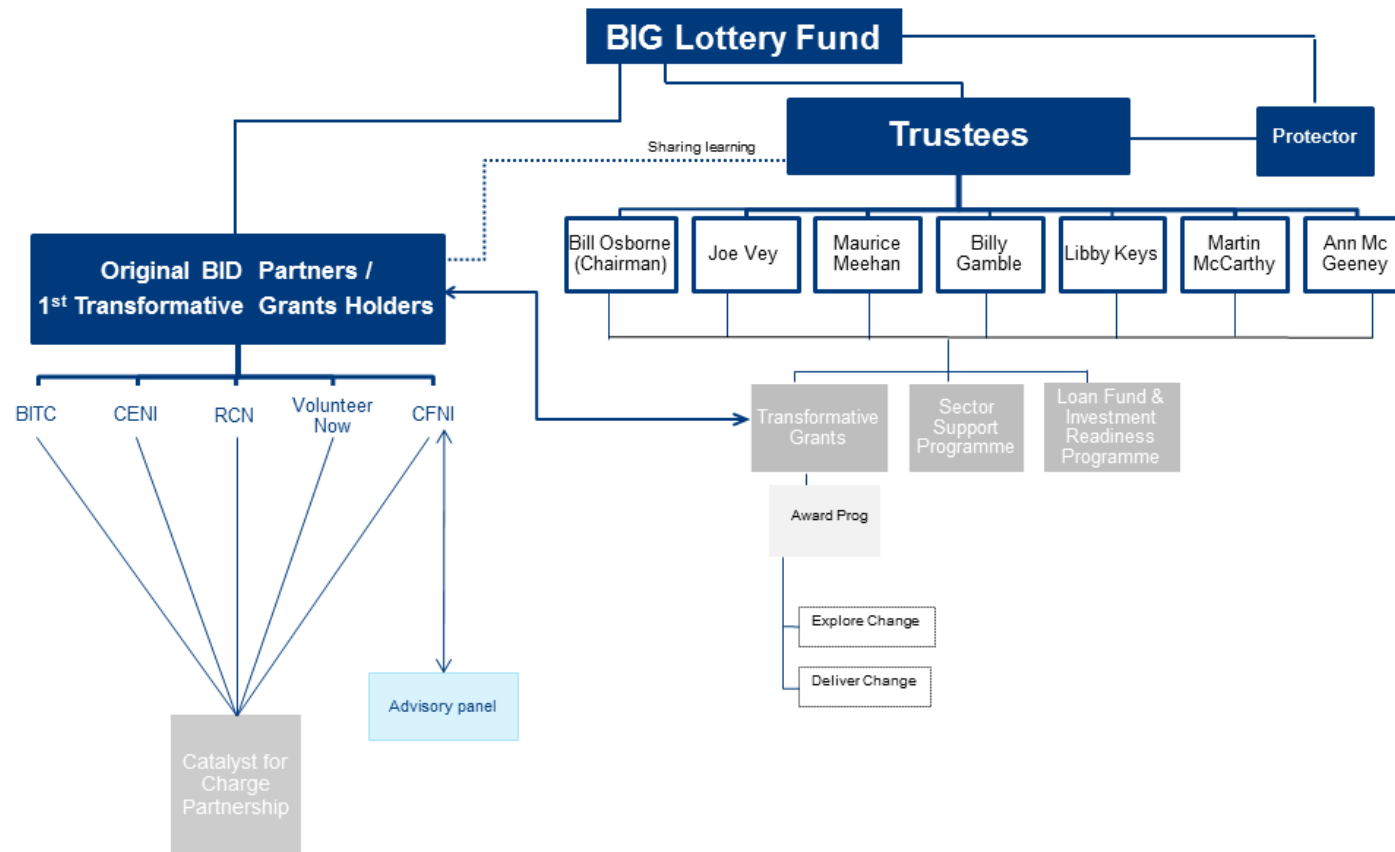 BIG Lottery Fund
Trustees
Protector
Sharing learning
Bill Osborne
(Chairman)
Joe Vey
Maurice
Meehan
Billy
Gamble
Libby Keys
Martin
McCarthy
Ann Mc
Geeney
Original BID Partners /
1st Transformative Grants Holders
BITC
CENI
RCN
Volunteer
Now
CFNI
Transformative
Grants
Sector
Support
Programme
Loan Fund &
Investment
Readiness
Programme
Award Prog
Explore Change
Deliver Change
Advisory panel
Catalyst for
Charge
Partnership